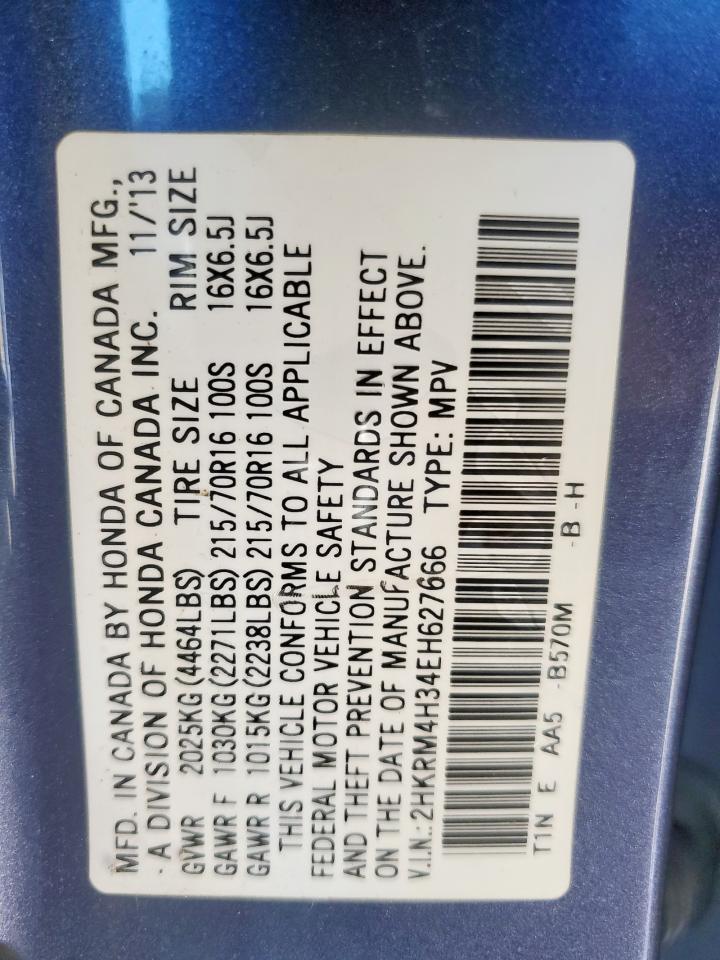 MFD. IN CANADA BY HONDA OF CANADA MFG.,
A DIVISION OF HONDA CANADA INC. 11/'13
GVWR 2025KG(4464LBS) TIRE SIZE RIM SIZE
GAWR F 1030KG(2271LBS) 215/70R16 100S 16X6.5J
GAWR R 1015KG(2238LBS) 215/70R16 100S 16X6.5J
THIS VEHICLE CONFORMS TO ALL APPLICABLE
FEDERAL MOTOR VEHICLE SAFETY
AND THEFT PREVENTION STANDARDS IN EFFECT
ON THE DATE OF MANUFACTURE SHOWN ABOVE.
V.I.N.:2HKRM4H34EH627666 TYPE: MPV
T1N E AA5 -B570M -B -H